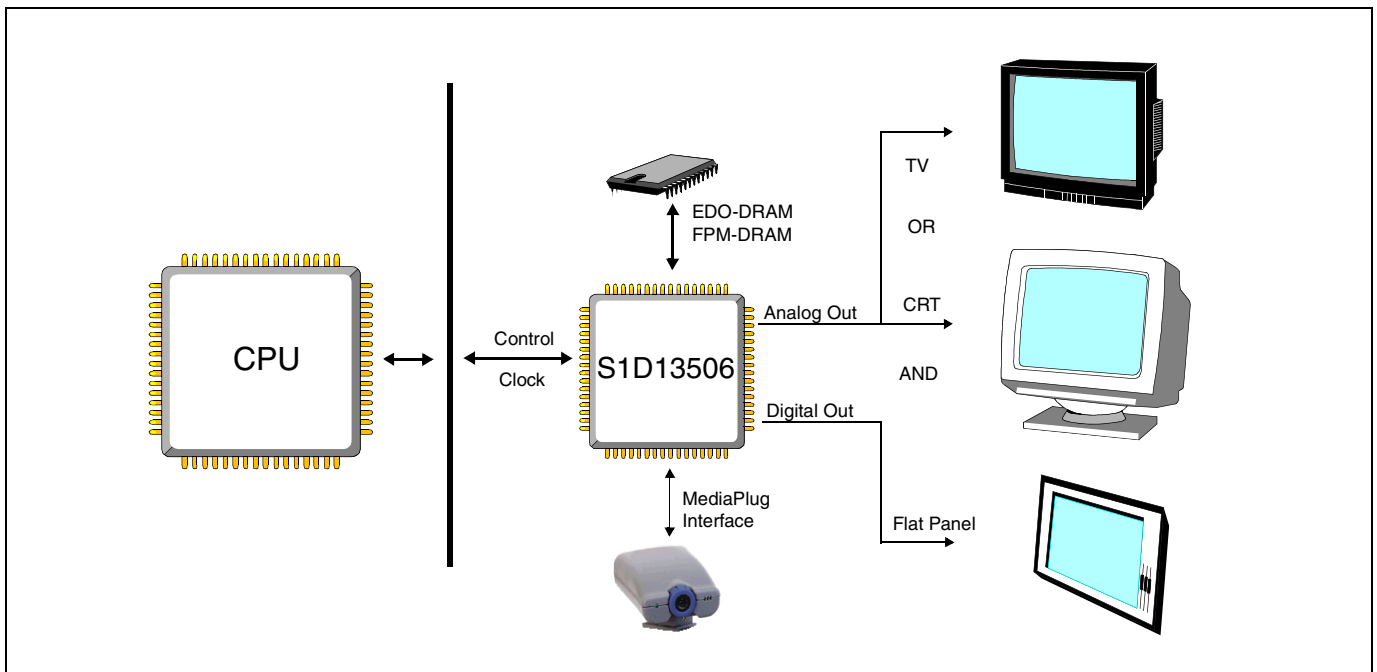 CPU
Control
Clock
EDO-DRAM
FPM-DRAM
S1D13506
MediaPlug
Interface
Analog Out
Digital Out
TV
OR
CRT
AND
Flat Panel